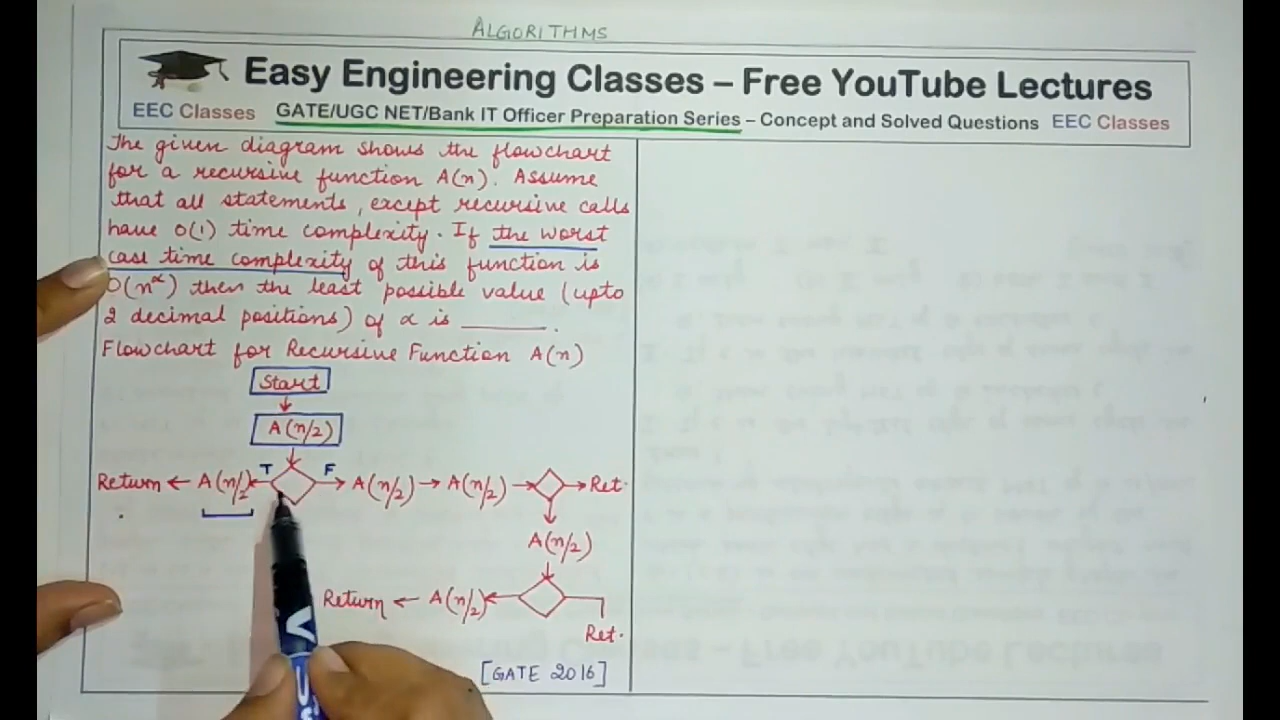 ALGORITHMS
Easy Engineering Classes – Free YouTube Lectures
EEC Classes GATE/UGC NET/Bank IT Officer Preparation Series – Concept and Solved Questions EEC Classes
The given diagram shows the flowchart
for a recursive function A(n). Assume
that all statements, except recursive calls
have O(1) time complexity. If the worst
case time complexity of this function is
O(n^α) then the least possible value (upto
2 decimal positions) of α is ________.
Flowchart for Recursive Function A(n)
Start
A(n/2)
T F
Return ← A(n/2) ← → A(n/2) → A(n/2) → → Ret.
A(n/2)
Return ← A(n/2) ←
Ret.
[GATE 2016]